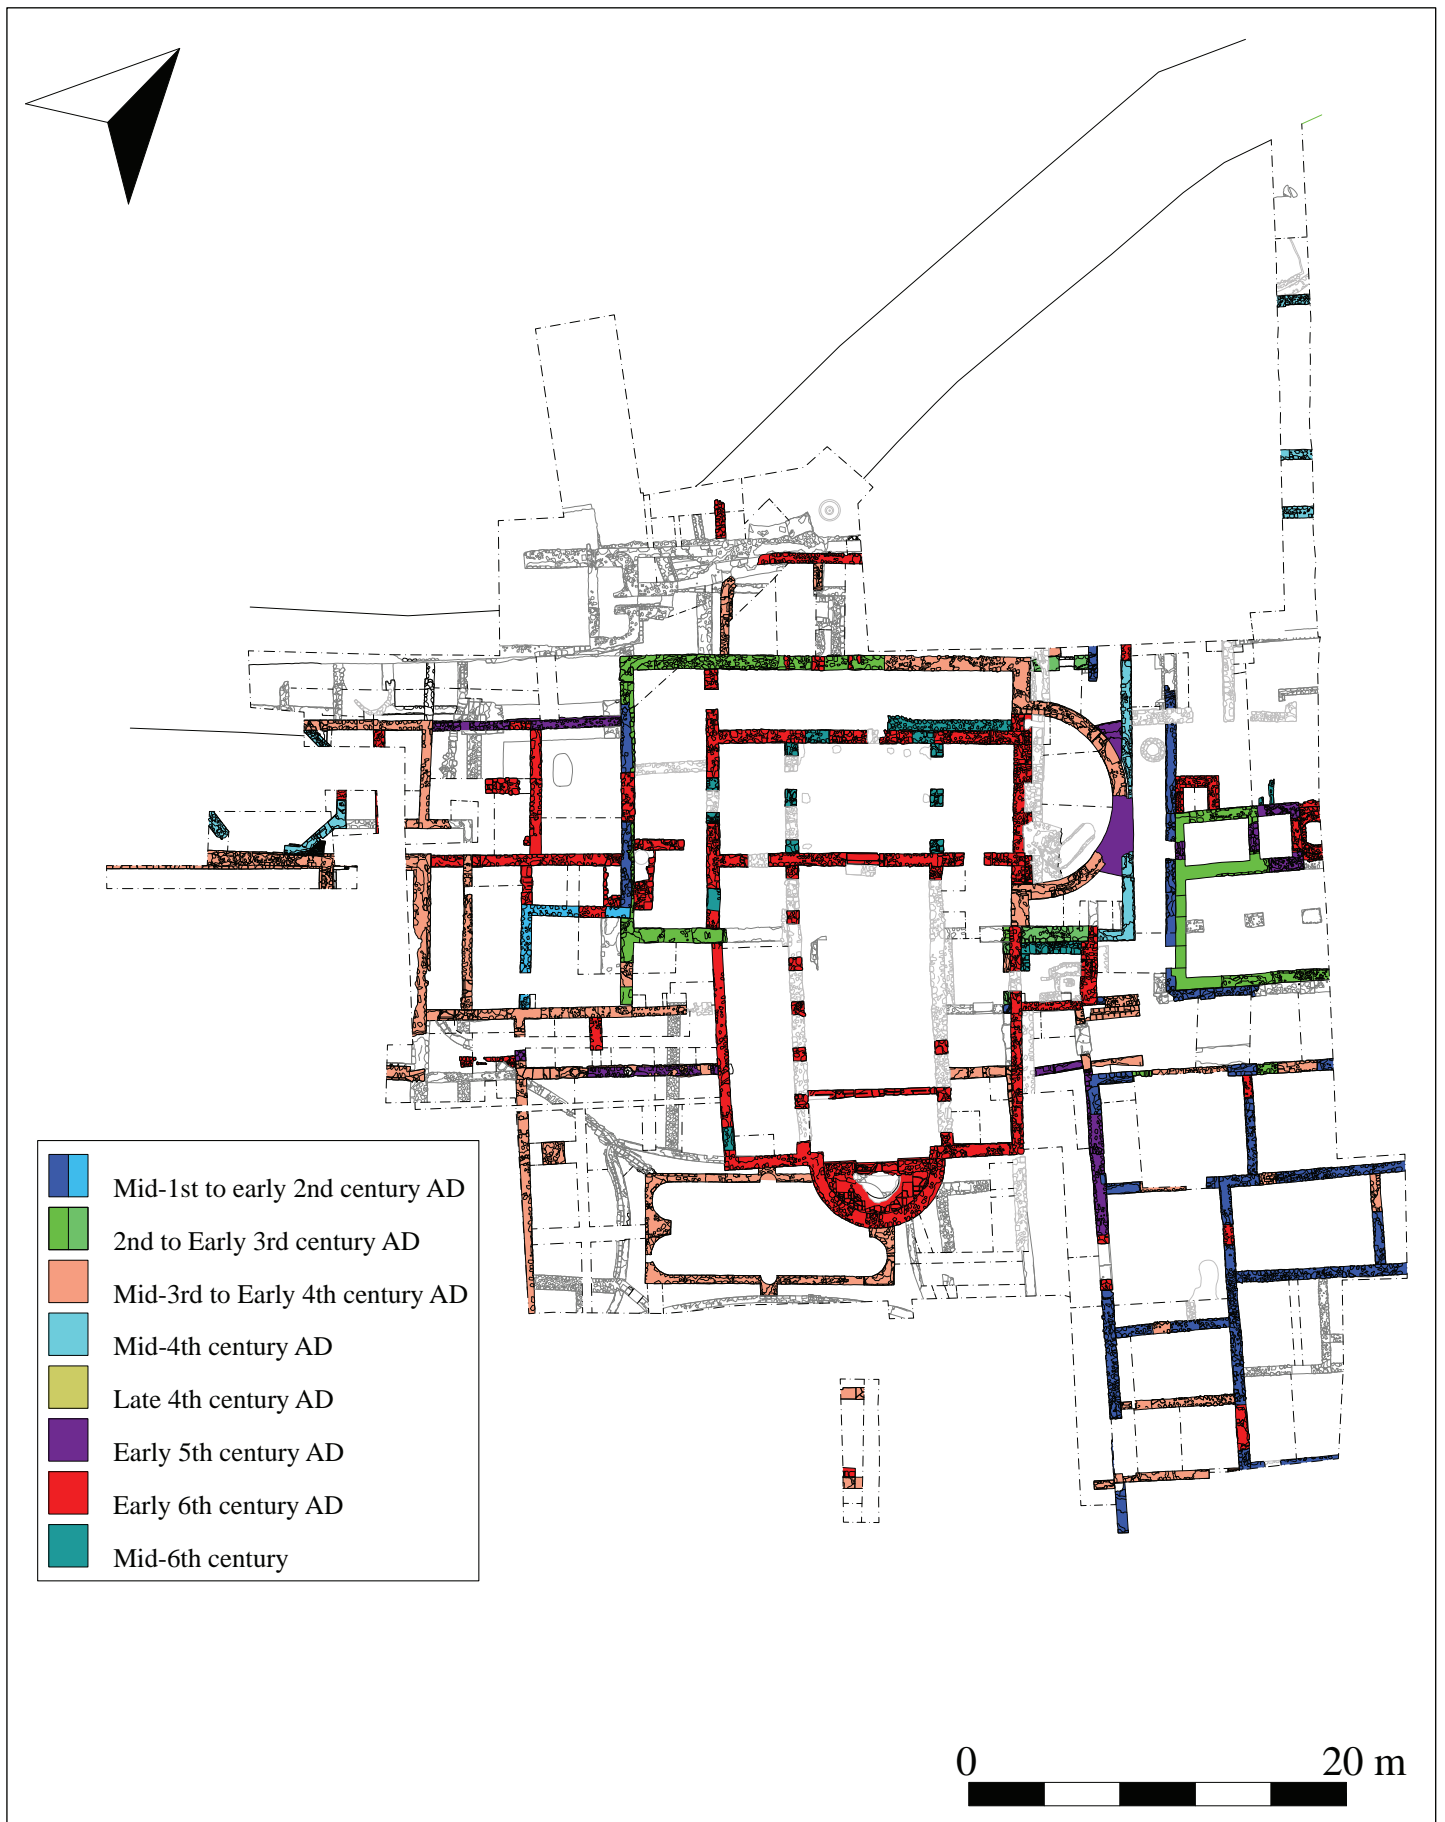 Mid-1st to early 2nd century AD
2nd to Early 3rd century AD
Mid-3rd to Early 4th century AD
Mid-4th century AD
Late 4th century AD
Early 5th century AD
Early 6th century AD
Mid-6th century
0 20 m